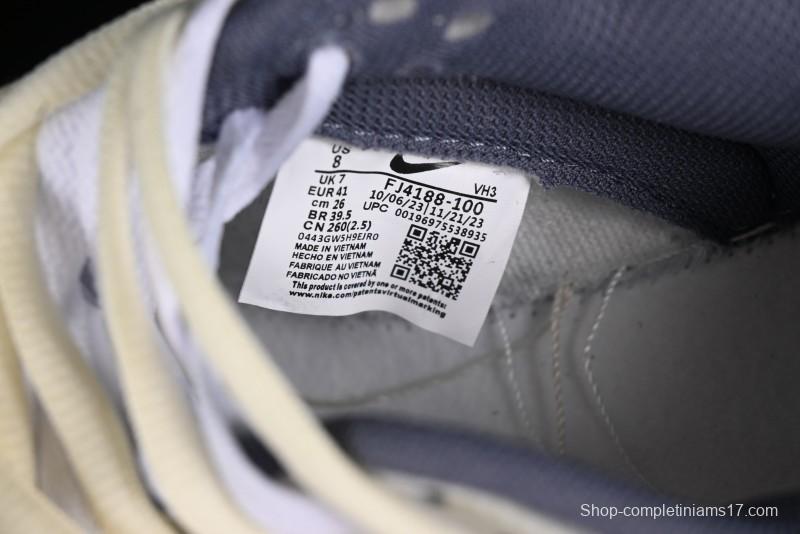 US
8
UK 7
EUR 41
cm 26
BR 39.5
CN 260(2.5)
VH3
FJ4188-100
10/06/23|11/21/23
UPC 00196975538935
0443GW5H9EJR0
MADE IN VIETNAM
HECHO EN VIETNAM
FABRIQUE AU VIETNAM
FABRICADO NO VIETNÃ
This product is covered by one or more patents.
www.nike.com/patentsvirtualmarking
Shop-completiniams17.com